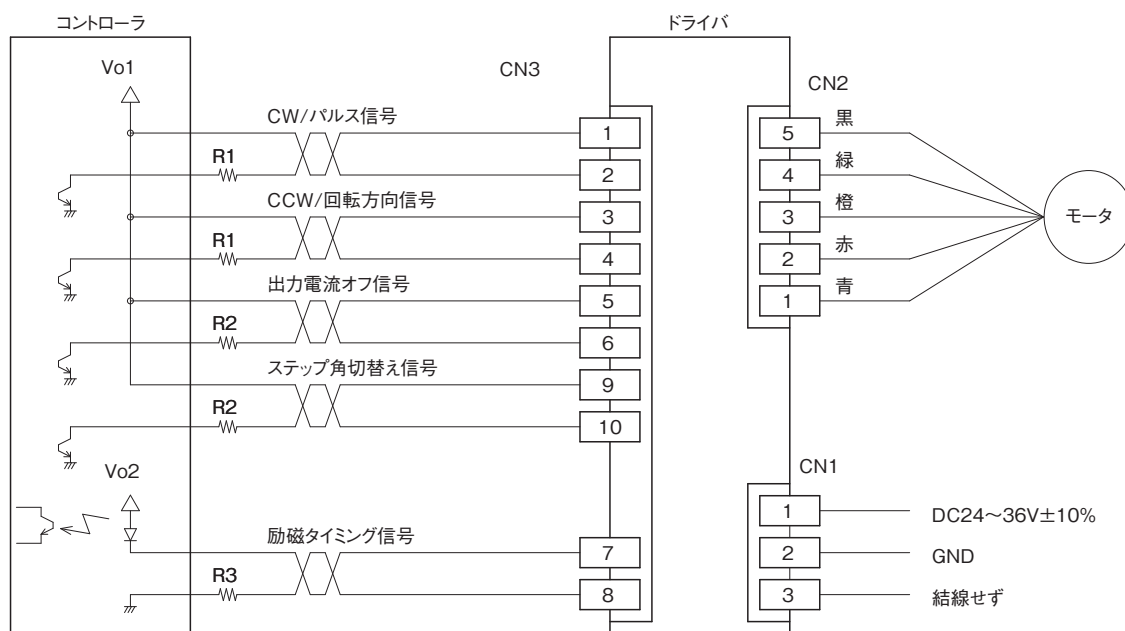 コントローラ
ドライバ
Vo1
CN3
CN2
CW/パルス信号
R1
1
2
CCW/回転方向信号
R1
3
4
出力電流オフ信号
R2
5
6
ステップ角切替え信号
R2
9
10
Vo2
励磁タイミング信号
R3
7
8
5
黒
4
緑
3
橙
2
赤
1
青
モータ
CN1
1
DC24～36V±10%
2
GND
3
結線せず